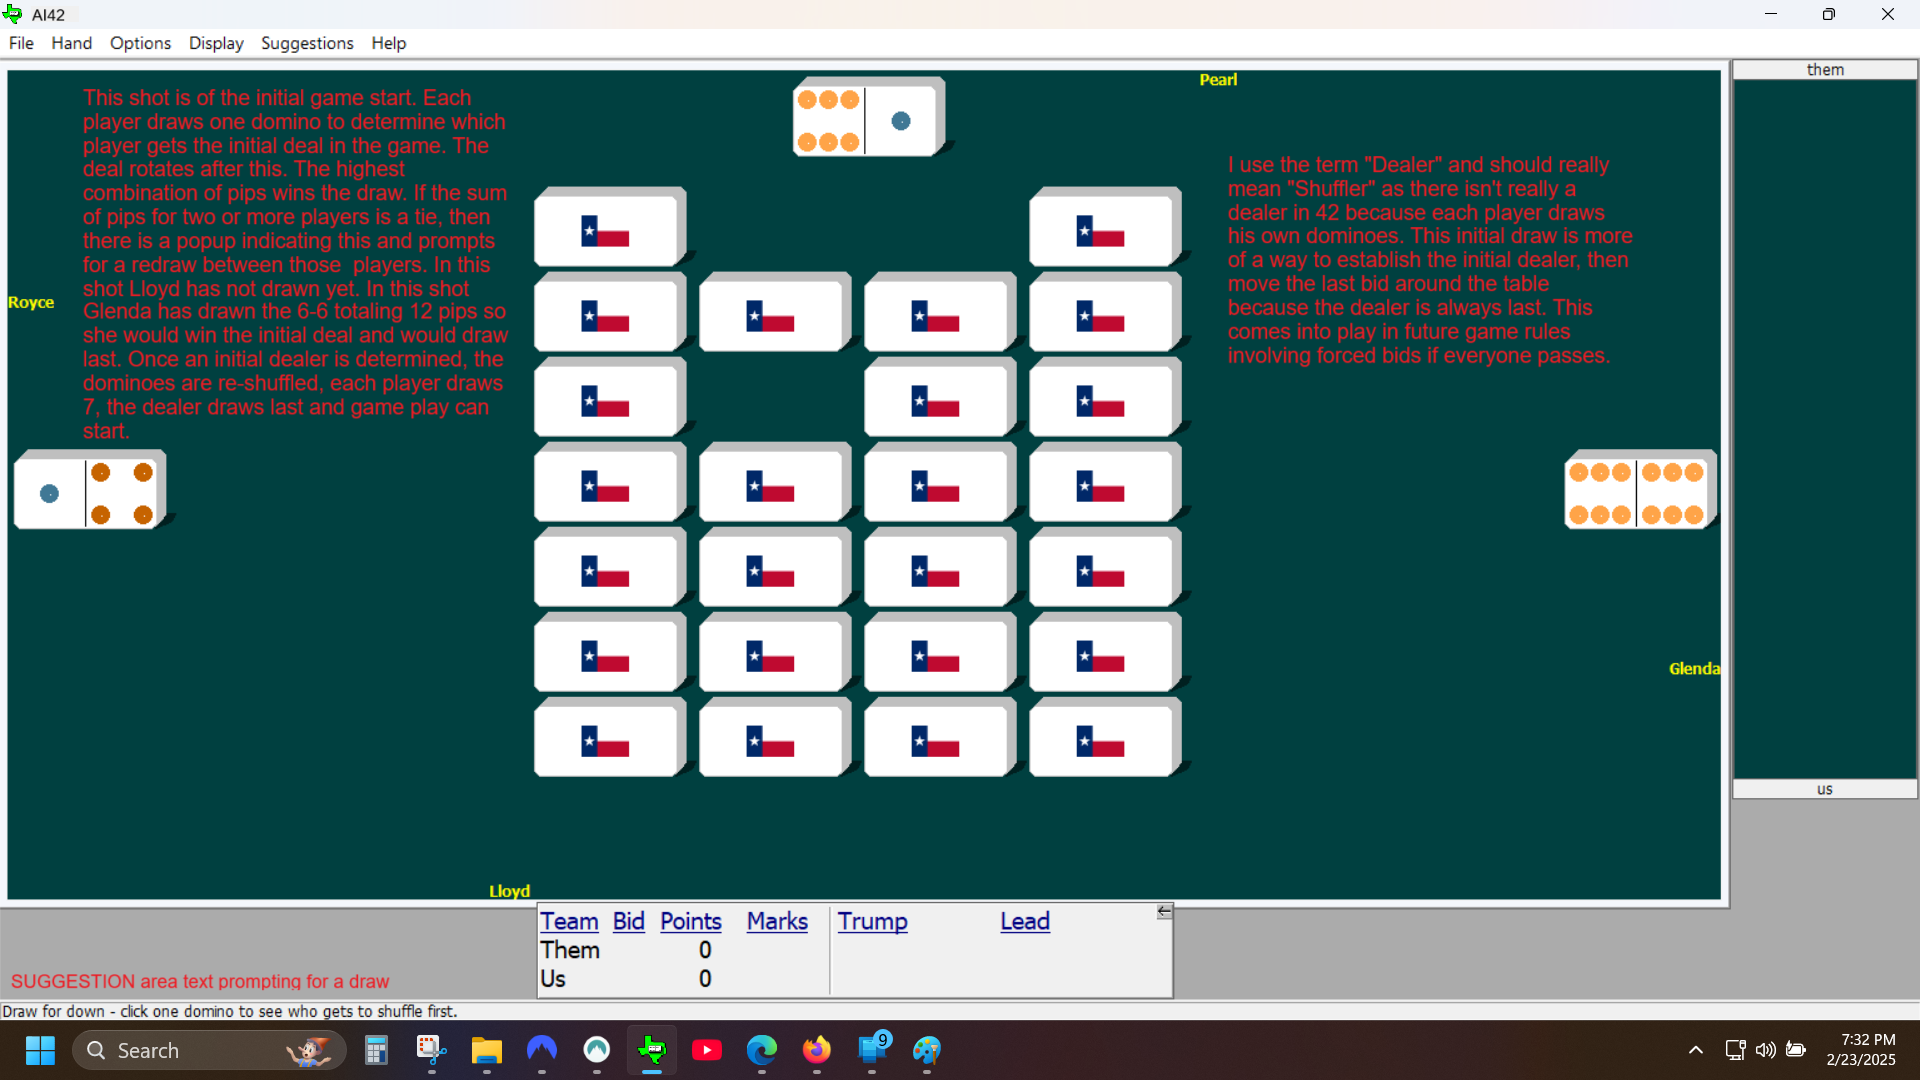 AI42
File Hand Options Display Suggestions Help
them
Pearl
This shot is of the initial game start. Each
player draws one domino to determine which
player gets the initial deal in the game. The
deal rotates after this. The highest
combination of pips wins the draw. If the sum
of pips for two or more players is a tie, then
there is a popup indicating this and prompts
for a redraw between those  players. In this
shot Lloyd has not drawn yet. In this shot
Glenda has drawn the 6-6 totaling 12 pips so
she would win the initial deal and would draw
last. Once an initial dealer is determined, the
dominoes are re-shuffled, each player draws
7, the dealer draws last and game play can
start.
I use the term "Dealer" and should really
mean "Shuffler" as there isn't really a
dealer in 42 because each player draws
his own dominoes. This initial draw is more
of a way to establish the initial dealer, then
move the last bid around the table
because the dealer is always last. This
comes into play in future game rules
involving forced bids if everyone passes.
Royce
Glenda
us
Lloyd
Team Bid Points Marks Trump Lead
Them 0
Us 0
SUGGESTION area text prompting for a draw
Draw for down - click one domino to see who gets to shuffle first.
Search
9
7:32 PM
2/23/2025